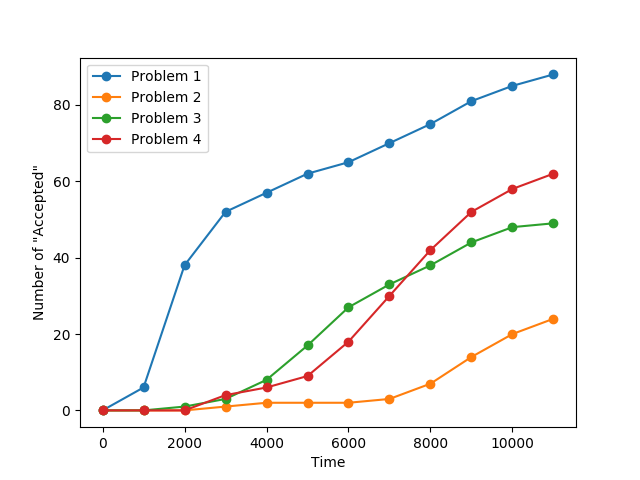 Problem 1
Problem 2
Problem 3
Problem 4
80
60
40
20
0
Number of "Accepted"
0 2000 4000 6000 8000 10000
Time